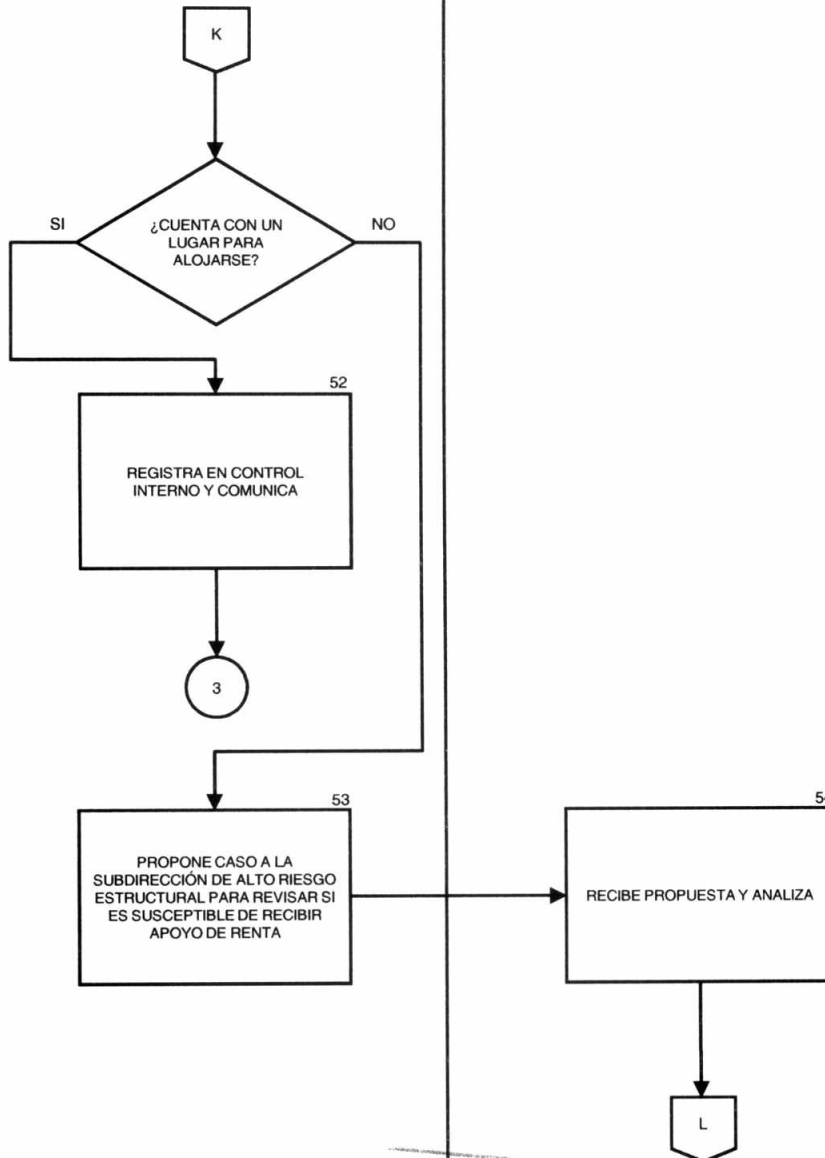 K
¿CUENTA CON UN
LUGAR PARA
ALOJARSE?
SI
NO
52
REGISTRA EN CONTROL
INTERNO Y COMUNICA
3
53
PROPONE CASO A LA
SUBDIRECCIÓN DE ALTO RIESGO
ESTRUCTURAL PARA REVISAR SI
ES SUSCEPTIBLE DE RECIBIR
APOYO DE RENTA
54
RECIBE PROPUESTA Y ANALIZA
L